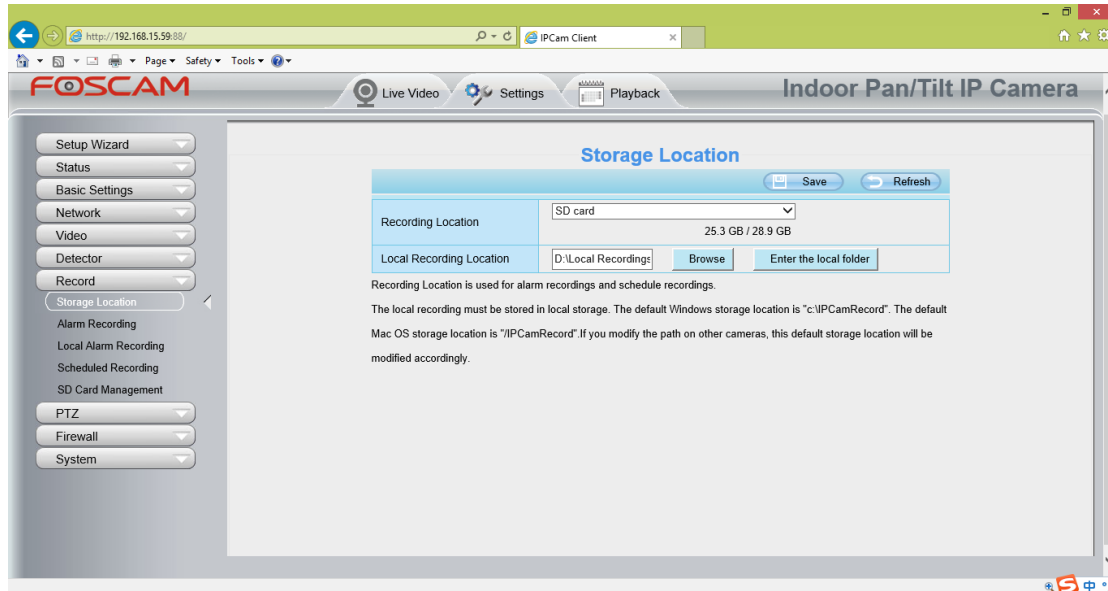 http://192.168.15.59:88/
IPCam Client
Page Safety Tools
FOSCAM
Live Video
Settings
Playback
Indoor Pan/Tilt IP Camera
Setup Wizard
Status
Basic Settings
Network
Video
Detector
Record
Storage Location
Alarm Recording
Local Alarm Recording
Scheduled Recording
SD Card Management
PTZ
Firewall
System
Storage Location
Save Refresh
Recording Location SD card
25.3 GB / 28.9 GB
Local Recording Location D:\Local Recordings Browse Enter the local folder
Recording Location is used for alarm recordings and schedule recordings.
The local recording must be stored in local storage. The default Windows storage location is "c:\IPCamRecord". The default
Mac OS storage location is "/IPCamRecord".If you modify the path on other cameras, this default storage location will be
modified accordingly.
中